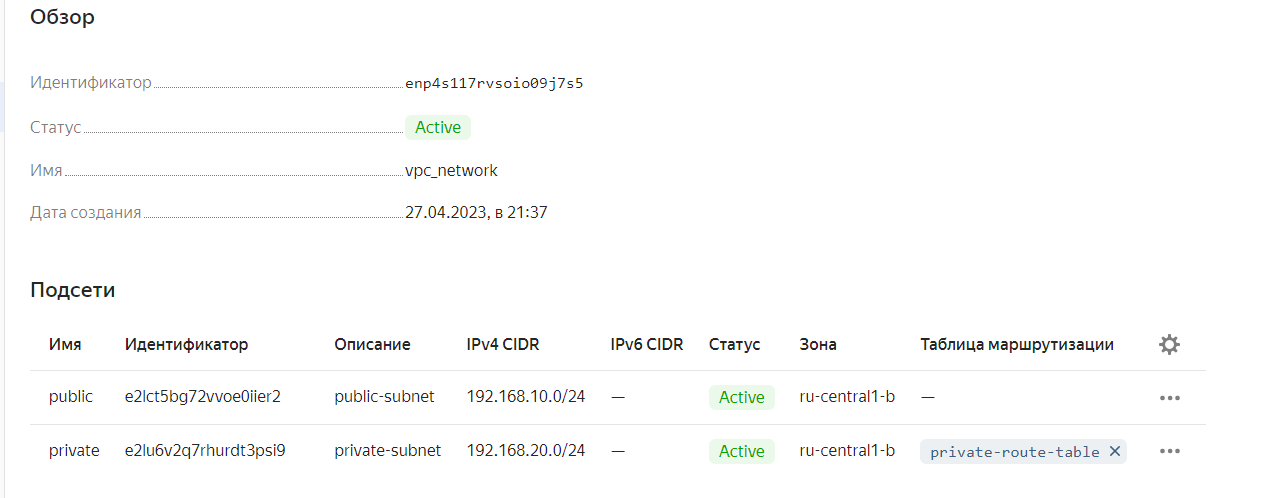 Обзор
Идентификатор enp4s117rvsoio09j7s5
Статус Active
Имя vpc_network
Дата создания 27.04.2023, в 21:37
Подсети
Имя Идентификатор Описание IPv4 CIDR IPv6 CIDR Статус Зона Таблица маршрутизации
public e2lct5bg72vvoe0iier2 public-subnet 192.168.10.0/24 — Active ru-central1-b —
private e2lu6v2q7rhurdt3psi9 private-subnet 192.168.20.0/24 — Active ru-central1-b private-route-table